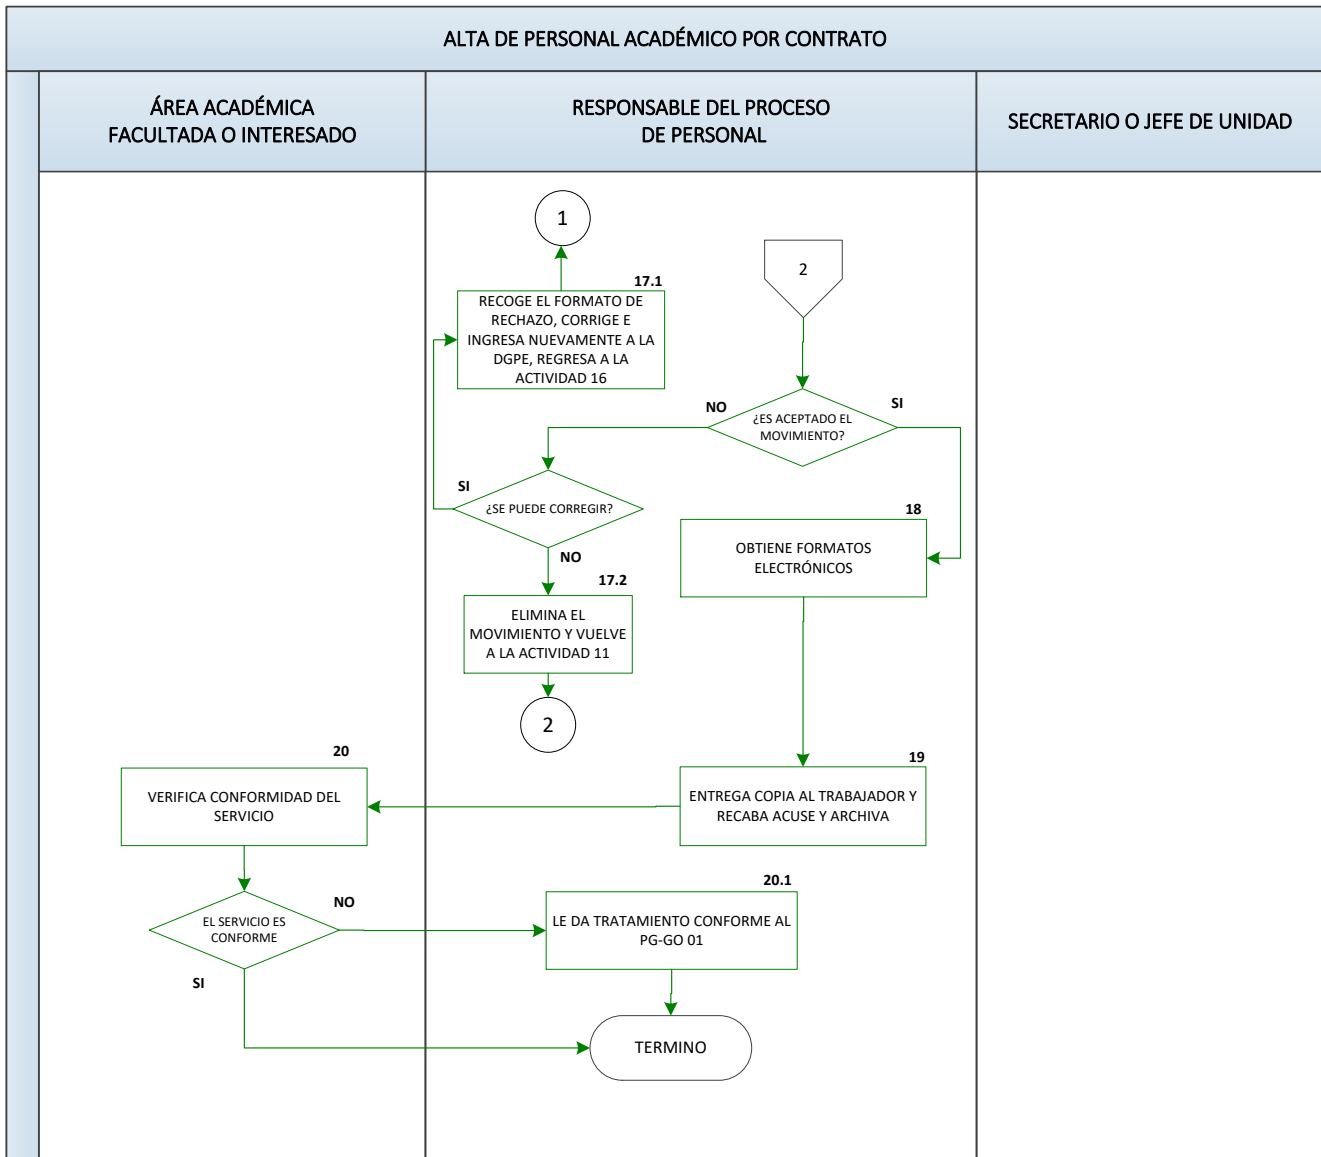 ALTA DE PERSONAL ACADÉMICO POR CONTRATO
ÁREA ACADÉMICA
FACULTADA O INTERESADO
RESPONSABLE DEL PROCESO
DE PERSONAL
SECRETARIO O JEFE DE UNIDAD
1
2
17.1
RECOGE EL FORMATO DE
RECHAZO, CORRIGE E
INGRESA NUEVAMENTE A LA
DGPE, REGRESA A LA
ACTIVIDAD 16
NO
SI
¿ES ACEPTADO EL
MOVIMIENTO?
SI
¿SE PUEDE CORREGIR?
NO
18
OBTIENE FORMATOS
ELECTRÓNICOS
17.2
ELIMINA EL
MOVIMIENTO Y VUELVE
A LA ACTIVIDAD 11
2
20
VERIFICA CONFORMIDAD DEL
SERVICIO
19
ENTREGA COPIA AL TRABAJADOR Y
RECABA ACUSE Y ARCHIVA
EL SERVICIO ES
CONFORME
NO
SI
20.1
LE DA TRATAMIENTO CONFORME AL
PG-GO 01
TERMINO